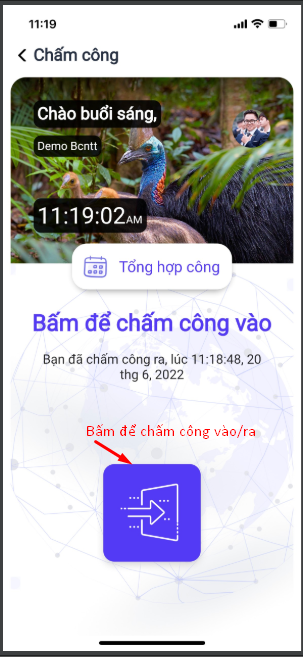 11:19
Chấm công
Chào buổi sáng,
Demo Bcntt
11:19:02AM
Tổng hợp công
Bấm để chấm công vào
Bạn đã chấm công ra, lúc 11:18:48, 20
thg 6, 2022
Bấm để chấm công vào/ra